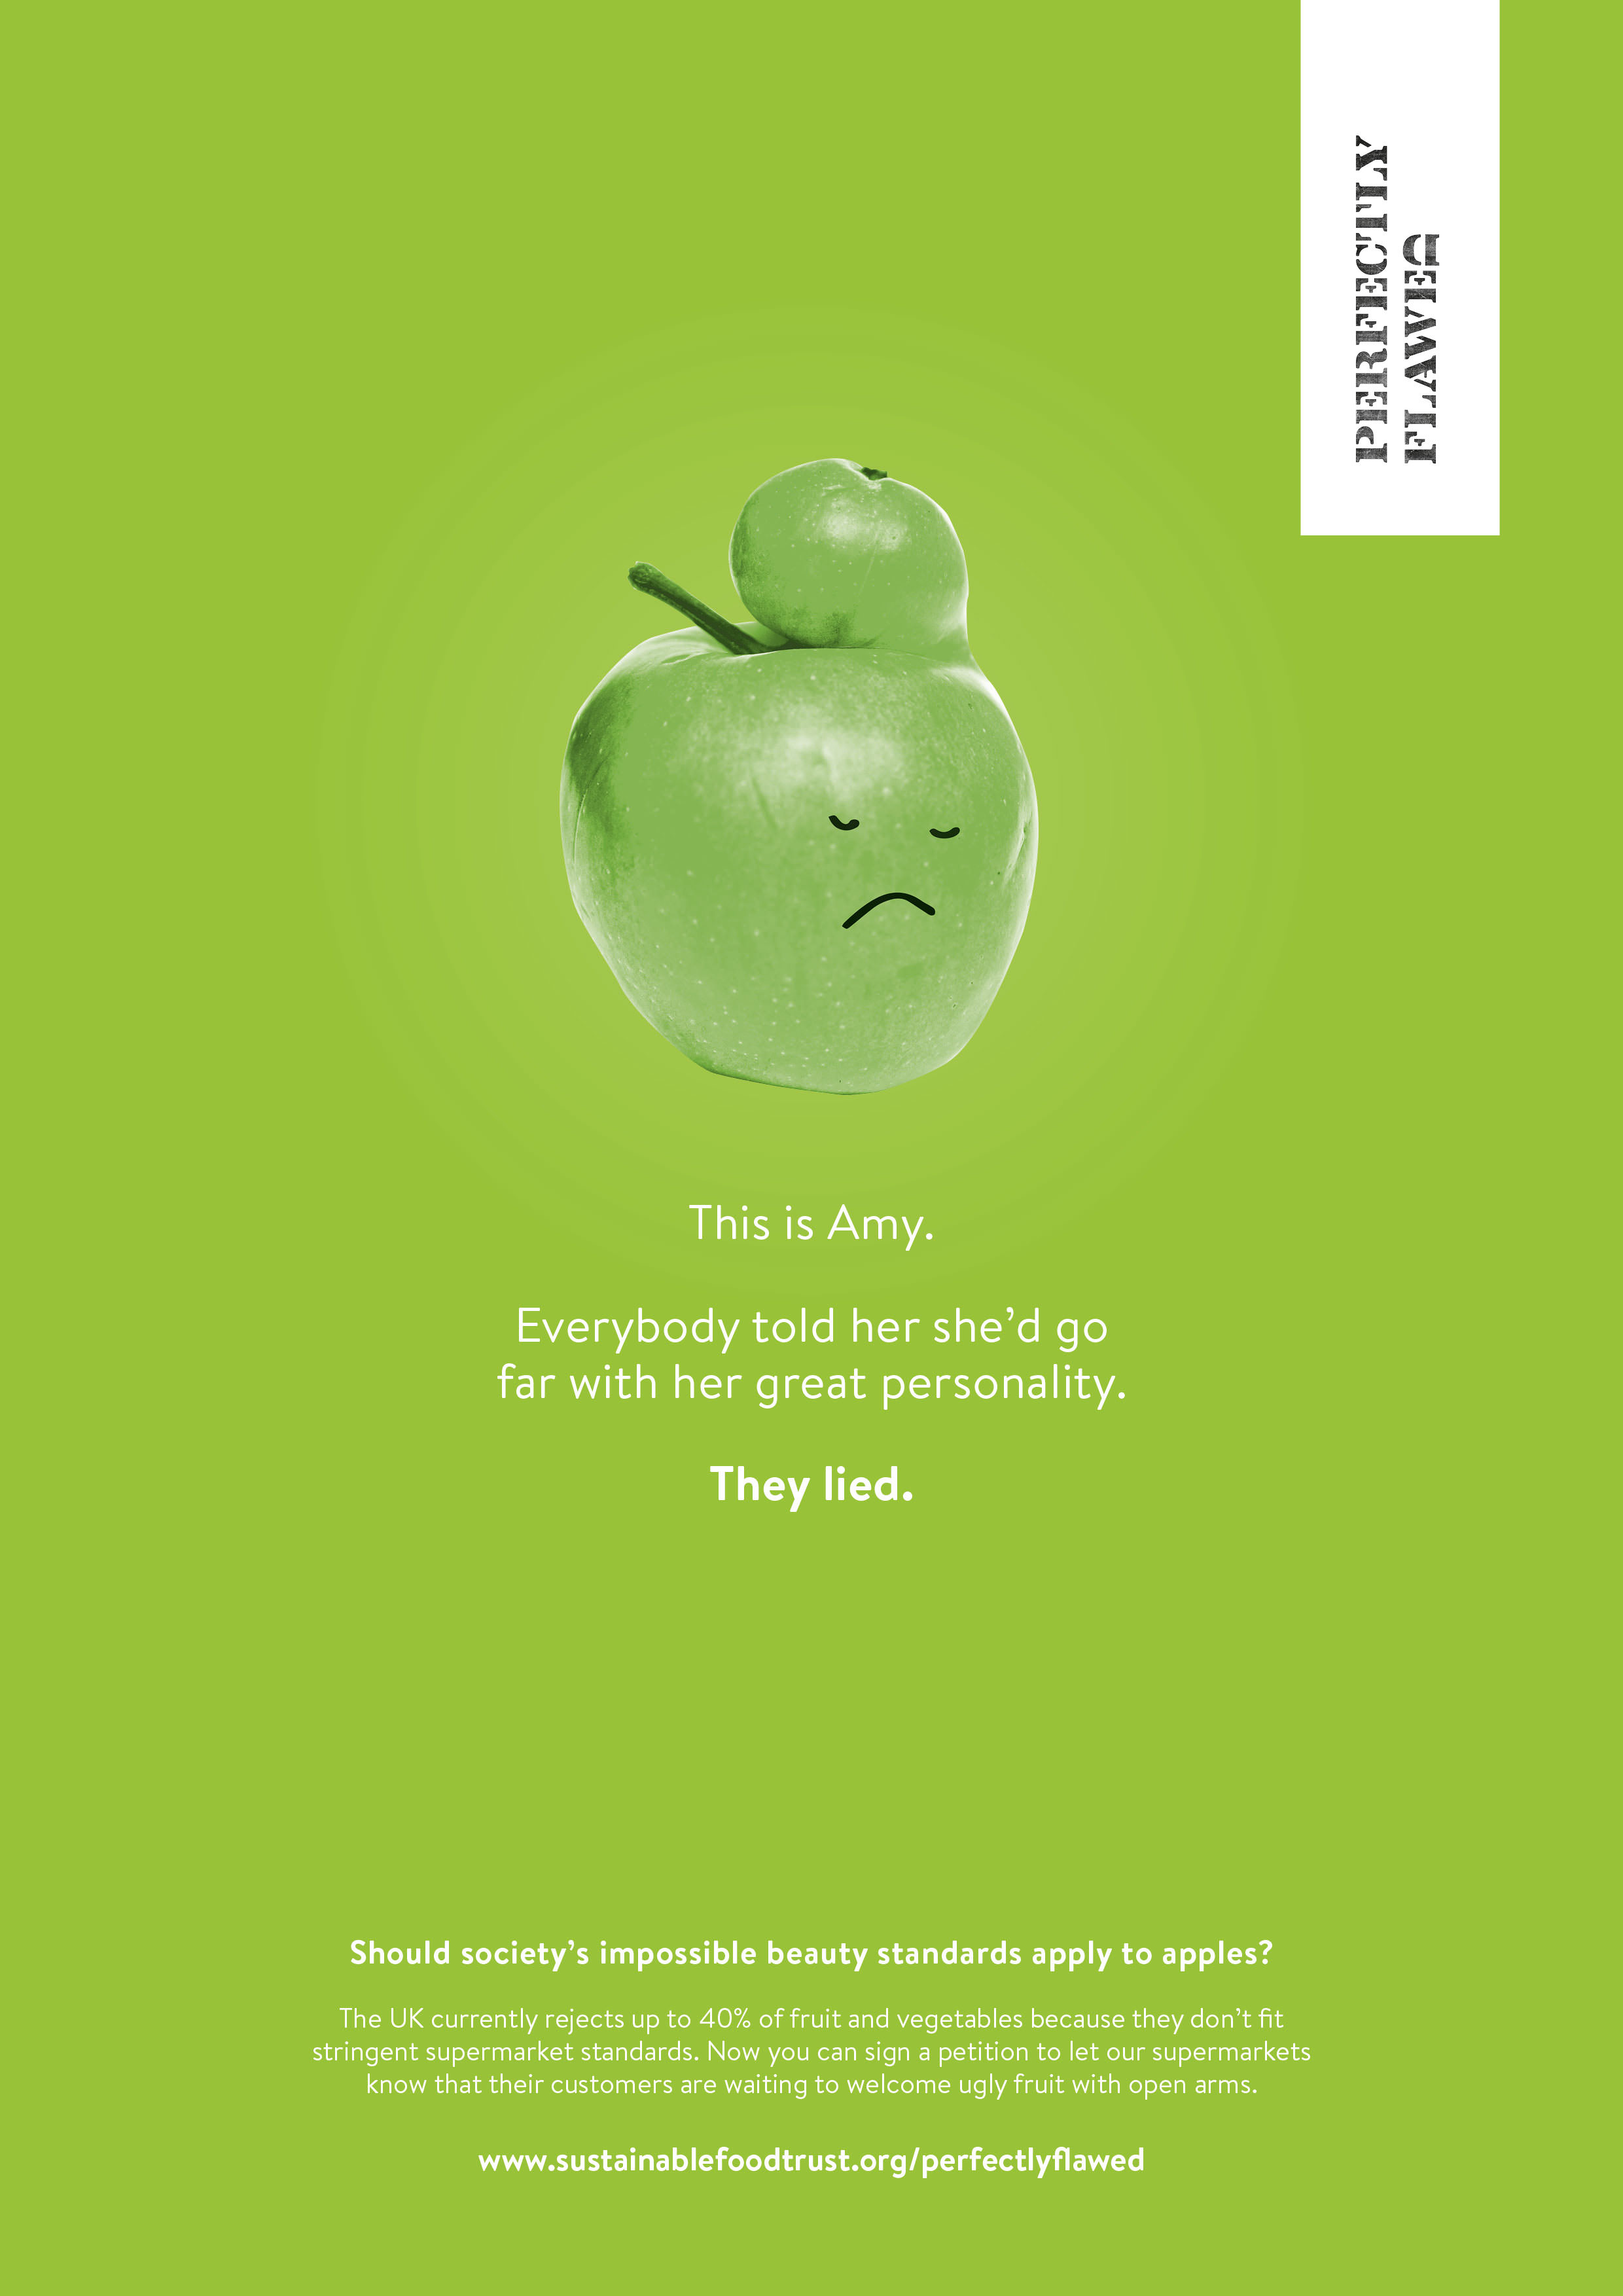 PERFECTLY
FLAWED
This is Amy.
Everybody told her she’d go
far with her great personality.
They lied.
Should society’s impossible beauty standards apply to apples?
The UK currently rejects up to 40% of fruit and vegetables because they don’t fit
stringent supermarket standards. Now you can sign a petition to let our supermarkets
know that their customers are waiting to welcome ugly fruit with open arms.
www.sustainablefoodtrust.org/perfectlyflawed